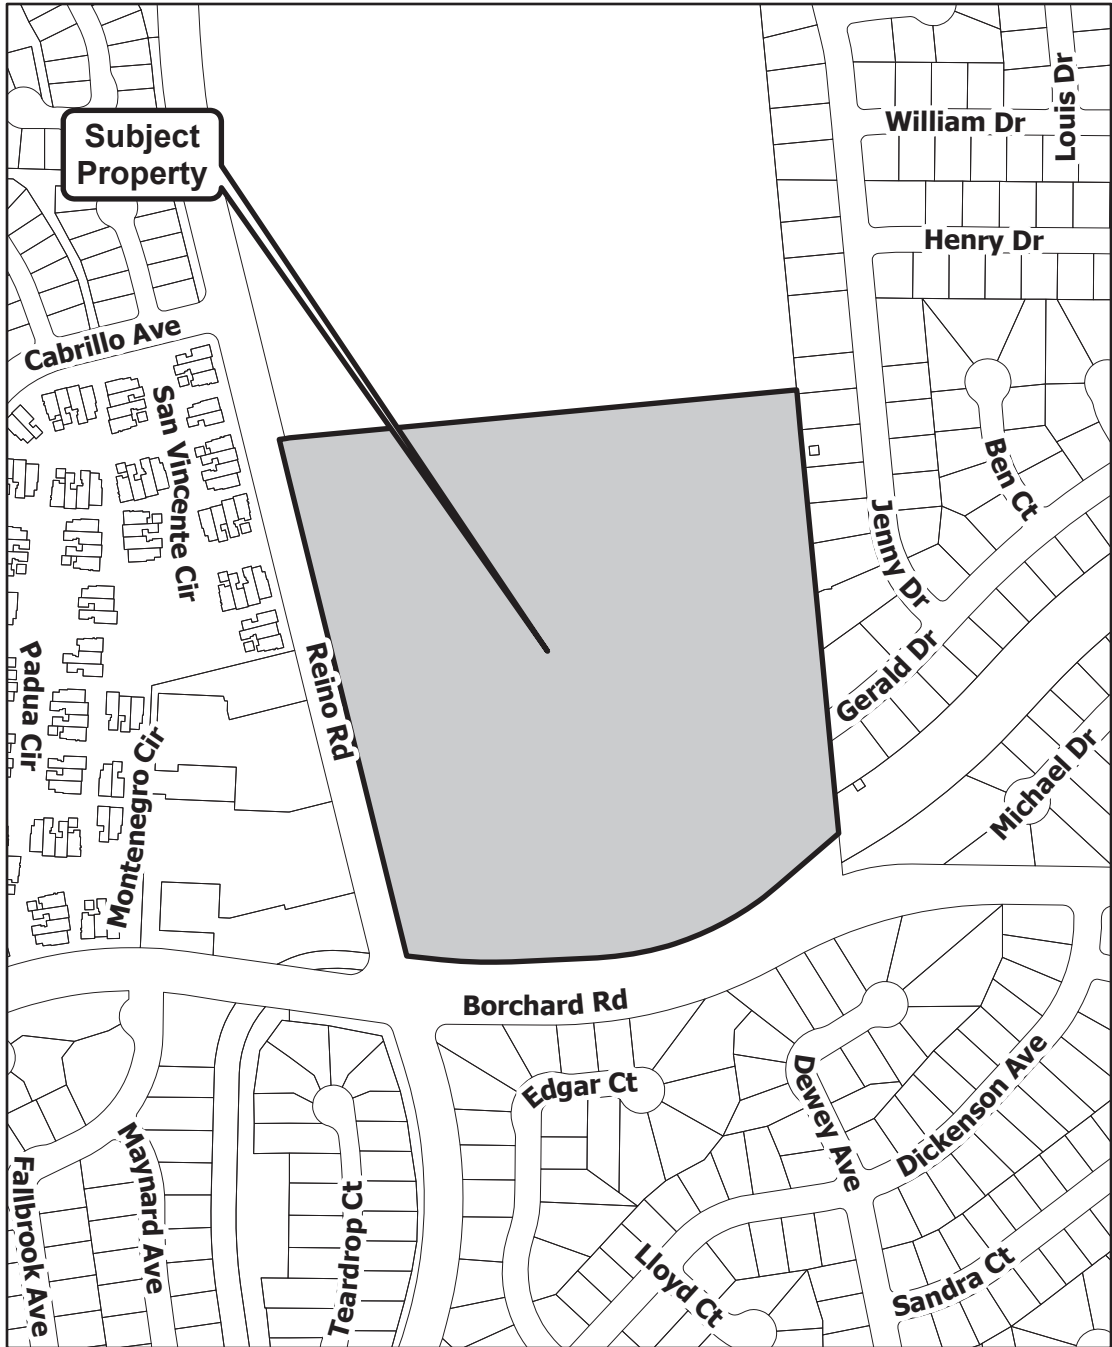 Subject
Property
William Dr
Louis Dr
Henry Dr
Cabrillo Ave
San Vincente Cir
Ben Ct
Jenny Dr
Reino Rd
Padua Cir
Gerald Dr
Montenegro Cir
Michael Dr
Borchard Rd
Edgar Ct
Dewey Ave
Dickenson Ave
Maynard Ave
Fallbrook Ave
Teardrop Ct
Lloyd Ct
Sandra Ct